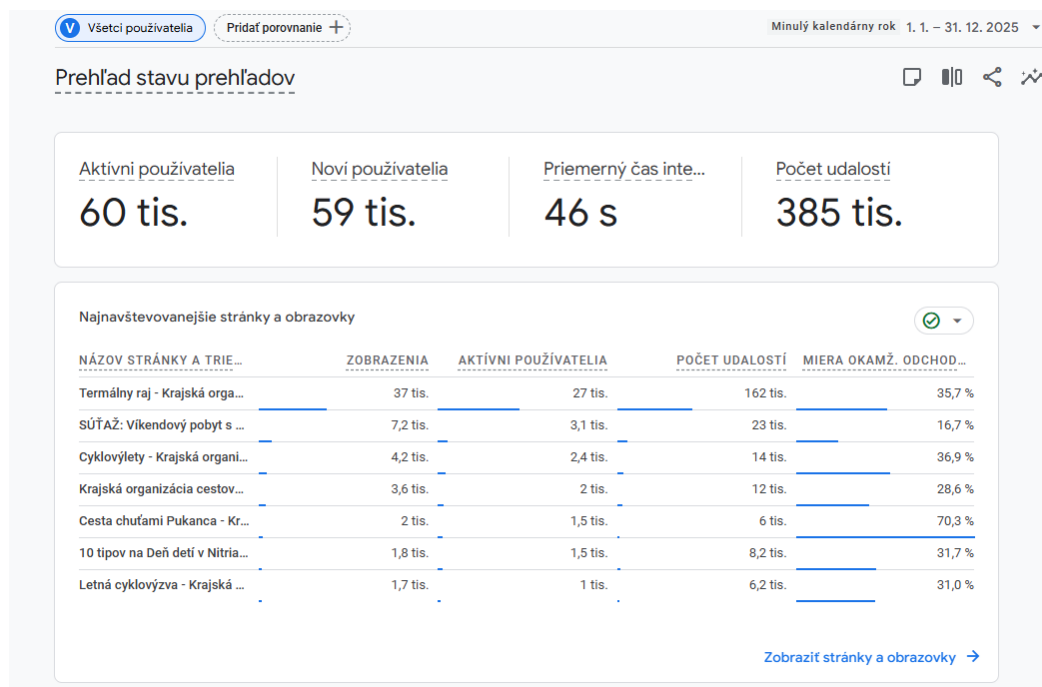 V Všetci používatelia Pridať porovnanie + Minulý kalendárny rok 1. 1. – 31. 12. 2025
Prehľad stavu prehľadov
Aktívni používatelia Noví používatelia Priemerný čas inte... Počet udalostí
60 tis. 59 tis. 46 s 385 tis.
Najnavštevovanejšie stránky a obrazovky
NÁZOV STRÁNKY A TRIE... ZOBRAZENIA AKTÍVNI POUŽÍVATELIA POČET UDALOSTÍ MIERA OKAMŽ. ODCHOD...
Termálny raj - Krajská orga... 37 tis. 27 tis. 162 tis. 35,7 %
SÚŤAŽ: Víkendový pobyt s ... 7,2 tis. 3,1 tis. 23 tis. 16,7 %
Cyklovýlety - Krajská organi... 4,2 tis. 2,4 tis. 14 tis. 36,9 %
Krajská organizácia cestov... 3,6 tis. 2 tis. 12 tis. 28,6 %
Cesta chuťami Pukanca - Kr... 2 tis. 1,5 tis. 6 tis. 70,3 %
10 tipov na Deň detí v Nitria... 1,8 tis. 1,5 tis. 8,2 tis. 31,7 %
Letná cyklovýzva - Krajská ... 1,7 tis. 1 tis. 6,2 tis. 31,0 %
Zobraziť stránky a obrazovky →